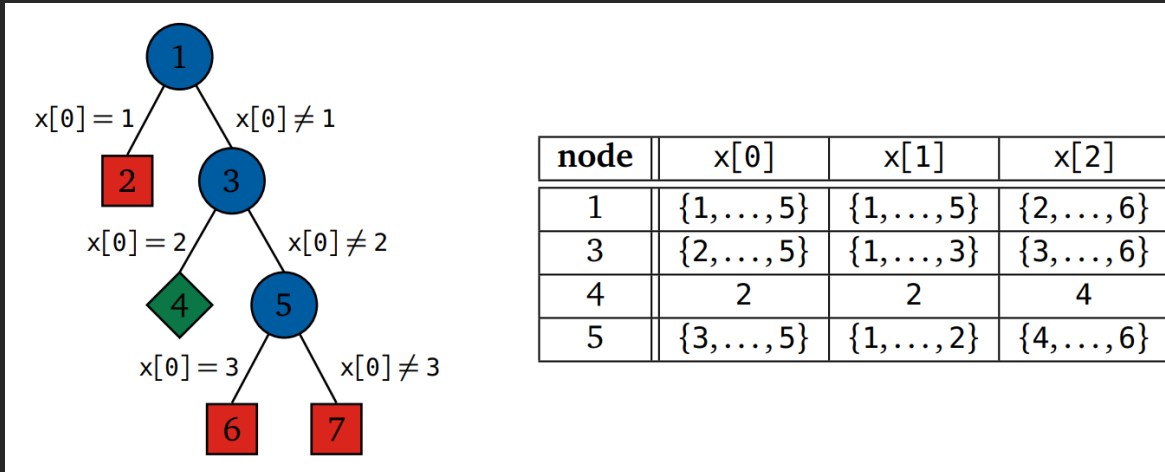 1
x[0] = 1
x[0] ≠ 1
2
3
x[0] = 2
x[0] ≠ 2
4
5
x[0] = 3
x[0] ≠ 3
6
7
node x[0] x[1] x[2]
1 {1,...,5} {1,...,5} {2,...,6}
3 {2,...,5} {1,...,3} {3,...,6}
4 2 2 4
5 {3,...,5} {1,...,2} {4,...,6}